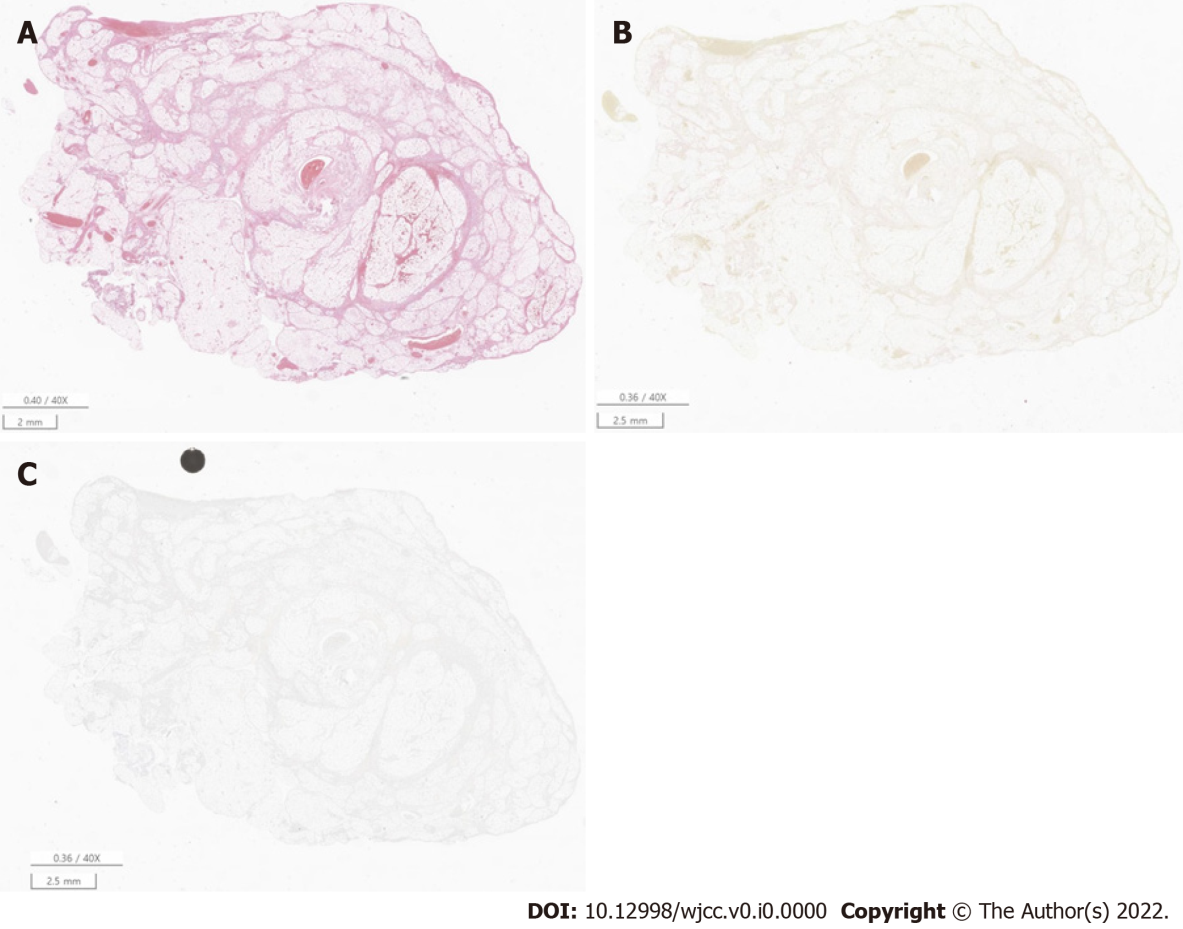 A
B
0.40 / 40X
2 mm
0.36 / 40X
2.5 mm
C
0.36 / 40X
2.5 mm
DOI: 10.12998/wjcc.v0.i0.0000 Copyright © The Author(s) 2022.